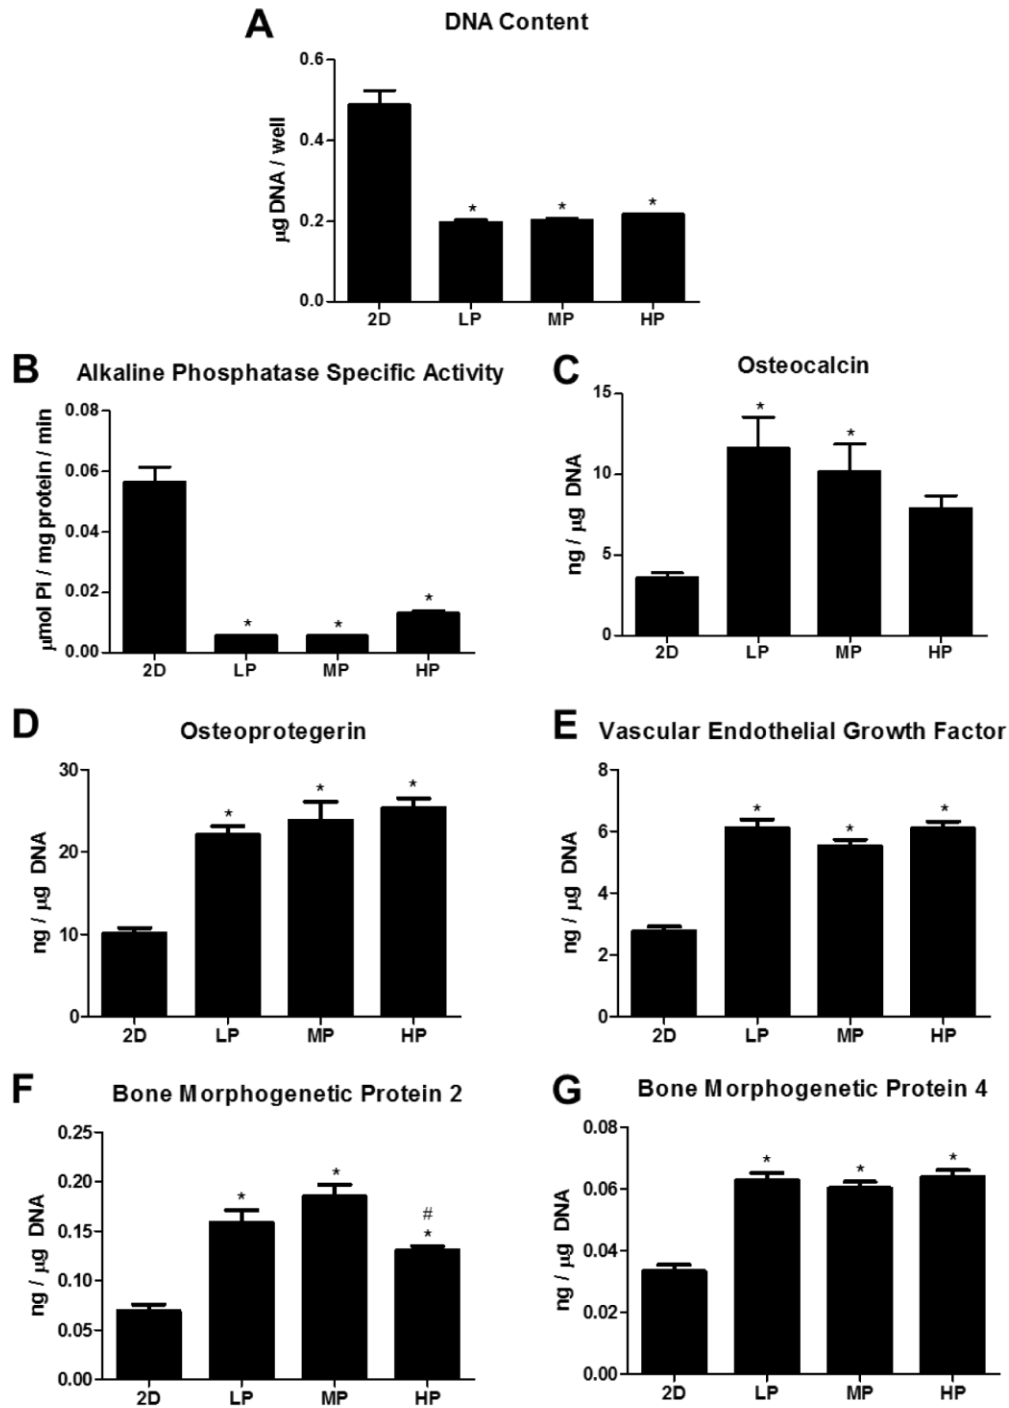 A
DNA Content
μg DNA / well
0.6
0.4
0.2
0.0
*
*
*
2D LP MP HP
B
Alkaline Phosphatase Specific Activity
μmol Pi / mg protein / min
0.08
0.06
0.04
0.02
0.00
*
*
*
2D LP MP HP
C
Osteocalcin
ng / μg DNA
15
10
5
0
*
*
2D LP MP HP
D
Osteoprotegerin
ng / μg DNA
30
20
10
0
*
*
*
2D LP MP HP
E
Vascular Endothelial Growth Factor
ng / μg DNA
8
6
4
2
0
*
*
*
2D LP MP HP
F
Bone Morphogenetic Protein 2
ng / μg DNA
0.25
0.20
0.15
0.10
0.05
0.00
*
*
#
*
2D LP MP HP
G
Bone Morphogenetic Protein 4
ng / μg DNA
0.08
0.06
0.04
0.02
0.00
*
*
*
2D LP MP HP